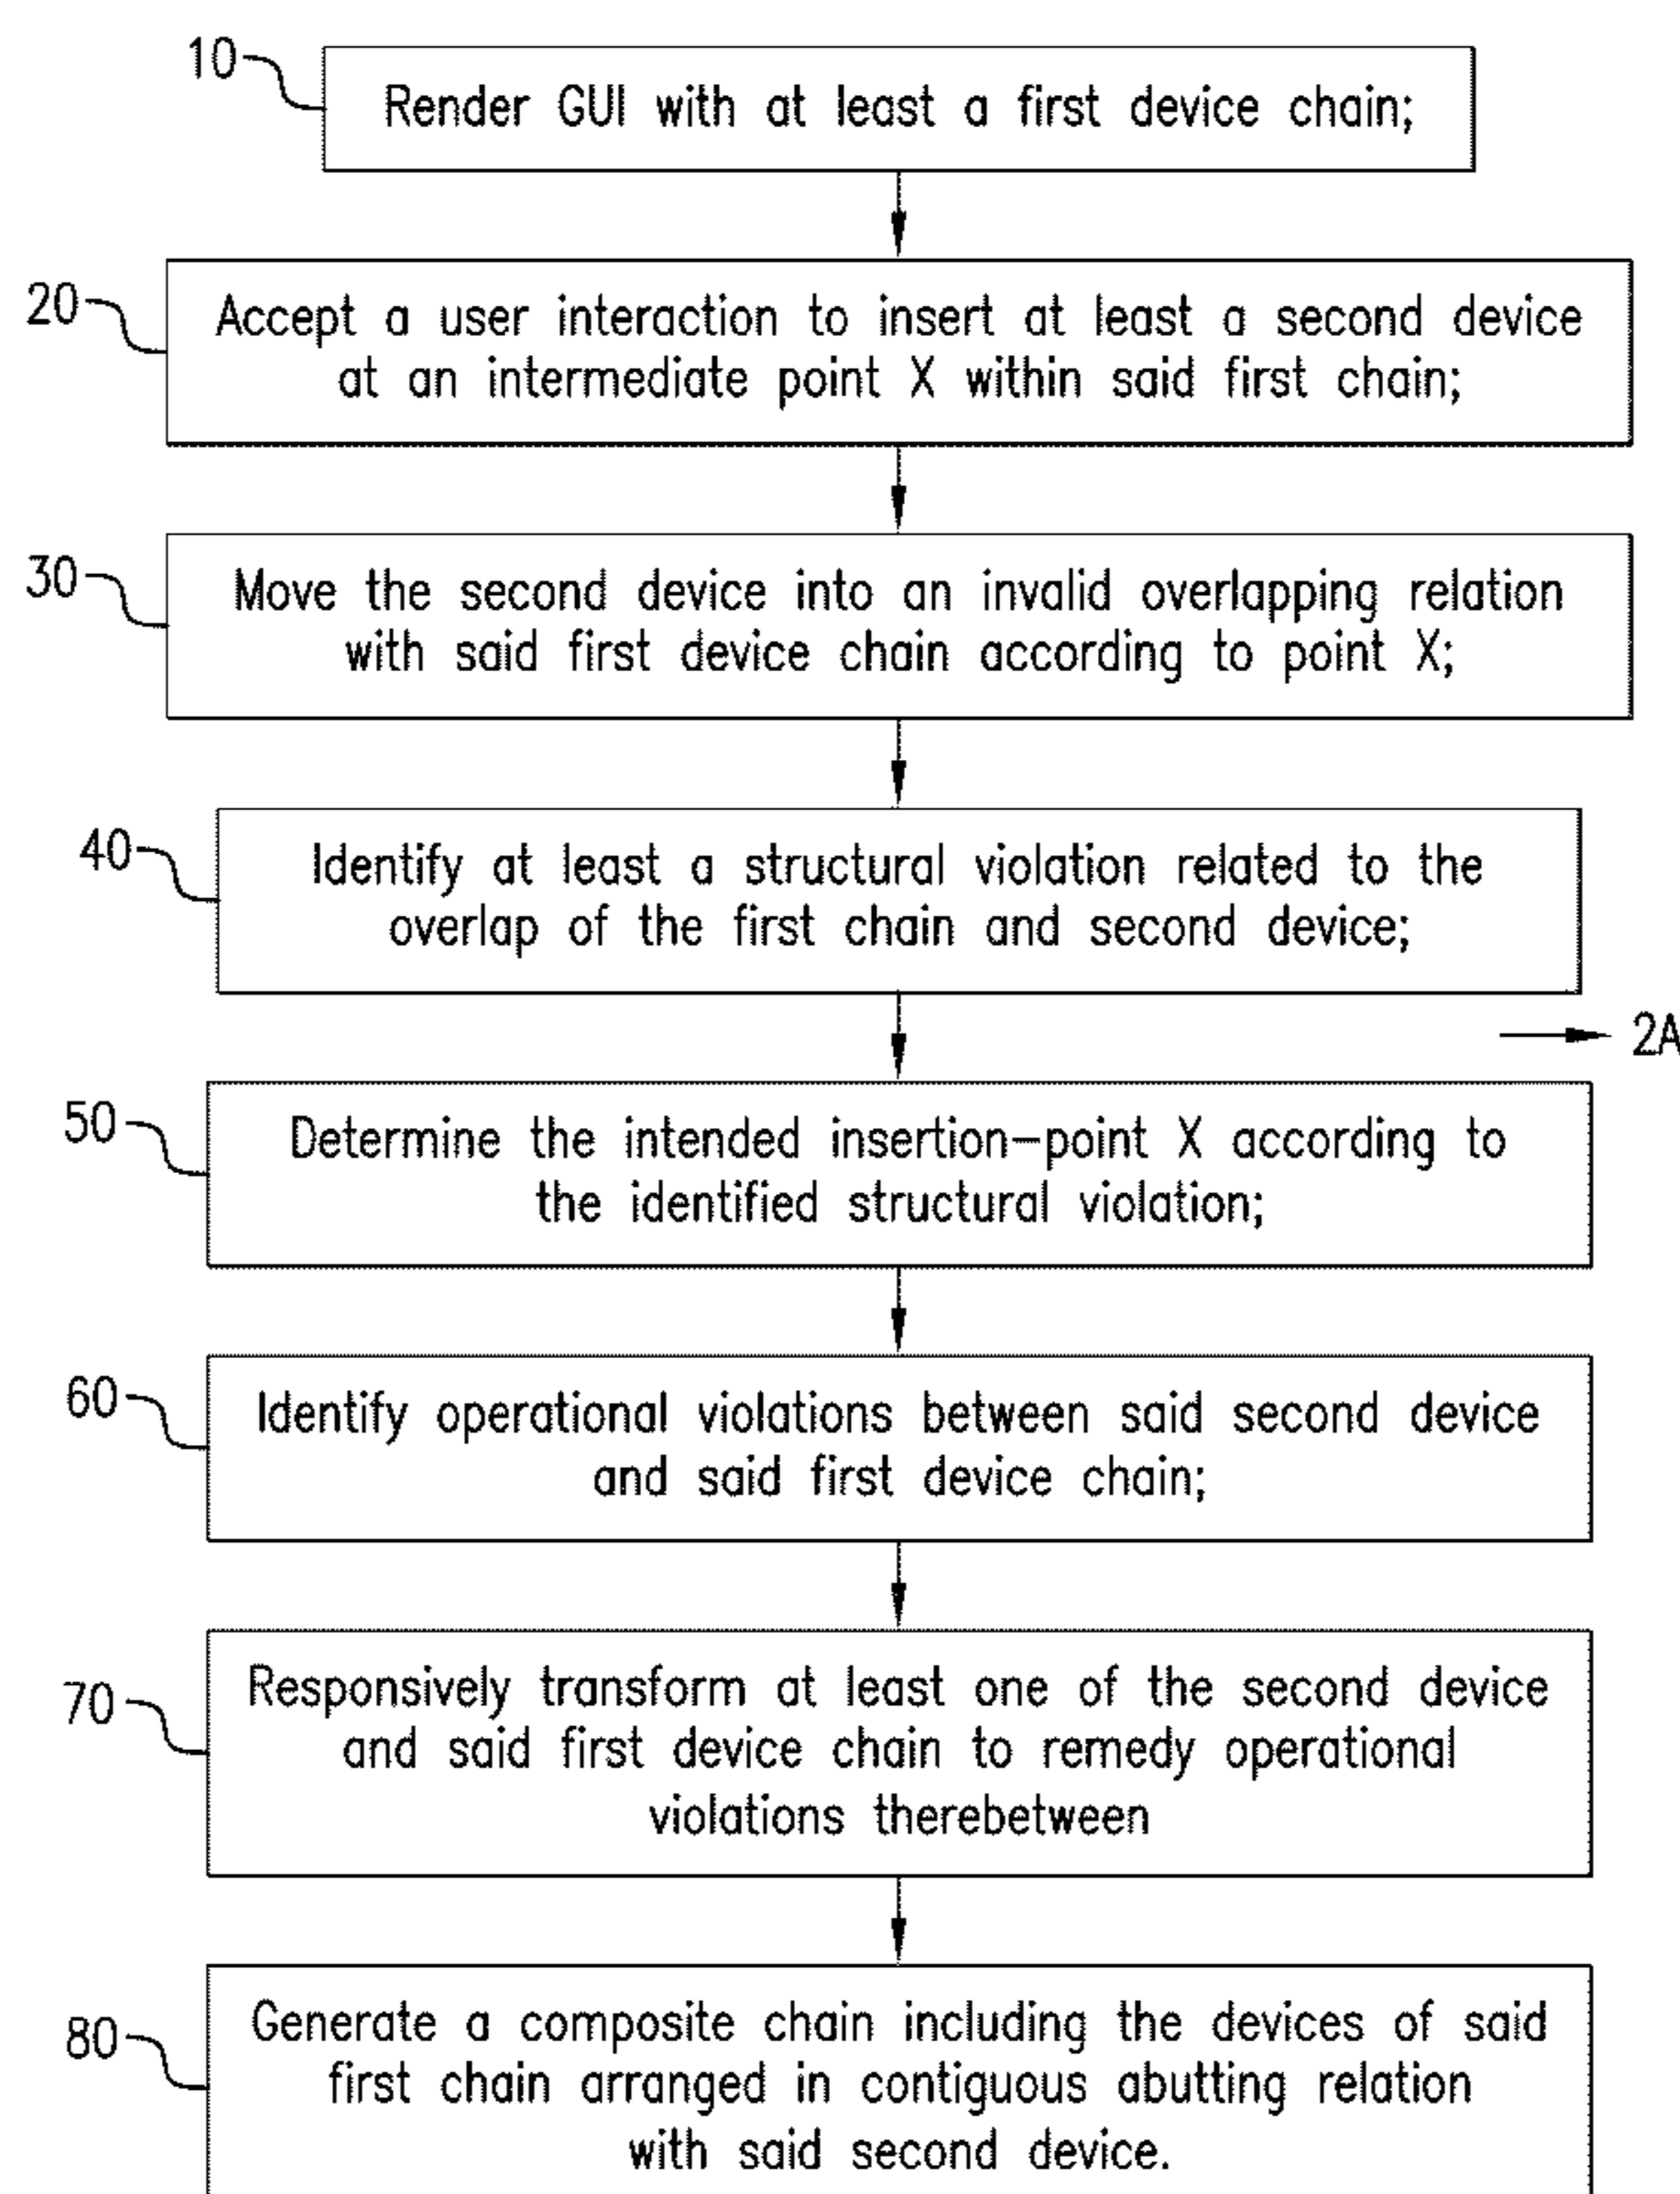 10
Render GUI with at least a first device chain;
20
Accept a user interaction to insert at least a second device
at an intermediate point X within said first chain;
30
Move the second device into an invalid overlapping relation
with said first device chain according to point X;
40
Identify at least a structural violation related to the
overlap of the first chain and second device;
2A
50
Determine the intended insertion-point X according to
the identified structural violation;
60
Identify operational violations between said second device
and said first device chain;
70
Responsively transform at least one of the second device
and said first device chain to remedy operational
violations therebetween
80
Generate a composite chain including the devices of said
first chain arranged in contiguous abutting relation
with said second device.